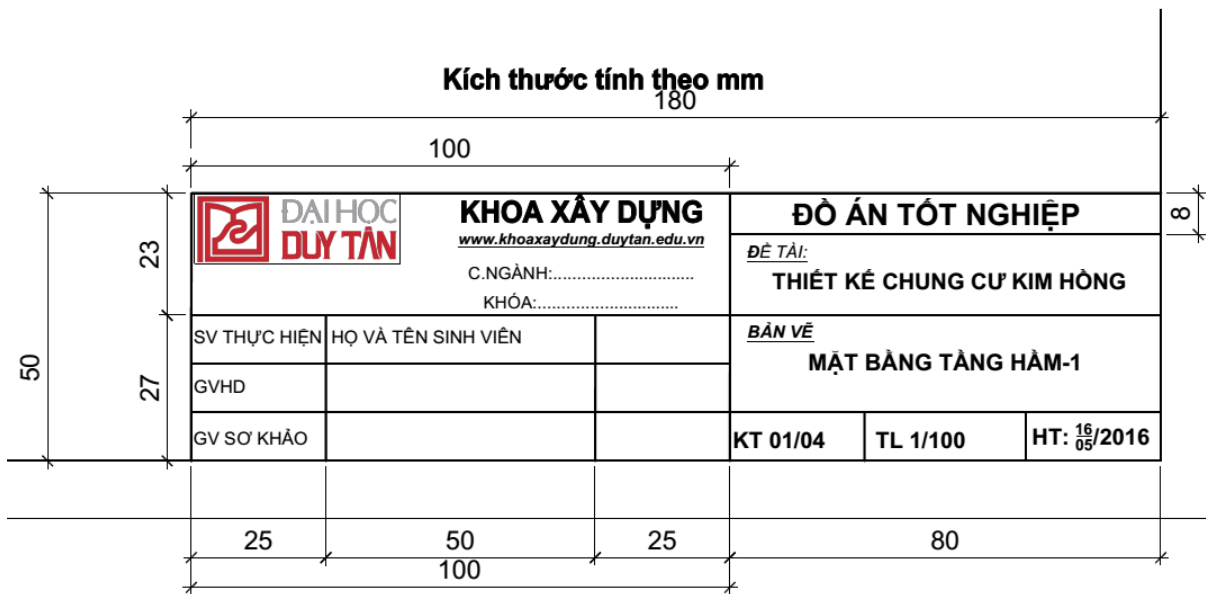 Kích thước tính theo mm
180
100
ĐẠI HỌC
DUY TÂN
KHOA XÂY DỰNG
www.khoaxaydung.duytan.edu.vn
C.NGÀNH:..............................
KHÓA:..............................
ĐỒ ÁN TỐT NGHIỆP
8
ĐỀ TÀI:
THIẾT KẾ CHUNG CƯ KIM HỒNG
23
50
27
SV THỰC HIỆN
HỌ VÀ TÊN SINH VIÊN
GVHD
GV SƠ KHẢO
BẢN VẼ
MẶT BẰNG TẦNG HẦM-1
KT 01/04
TL 1/100
HT: 16/05/2016
25
50
25
80
100